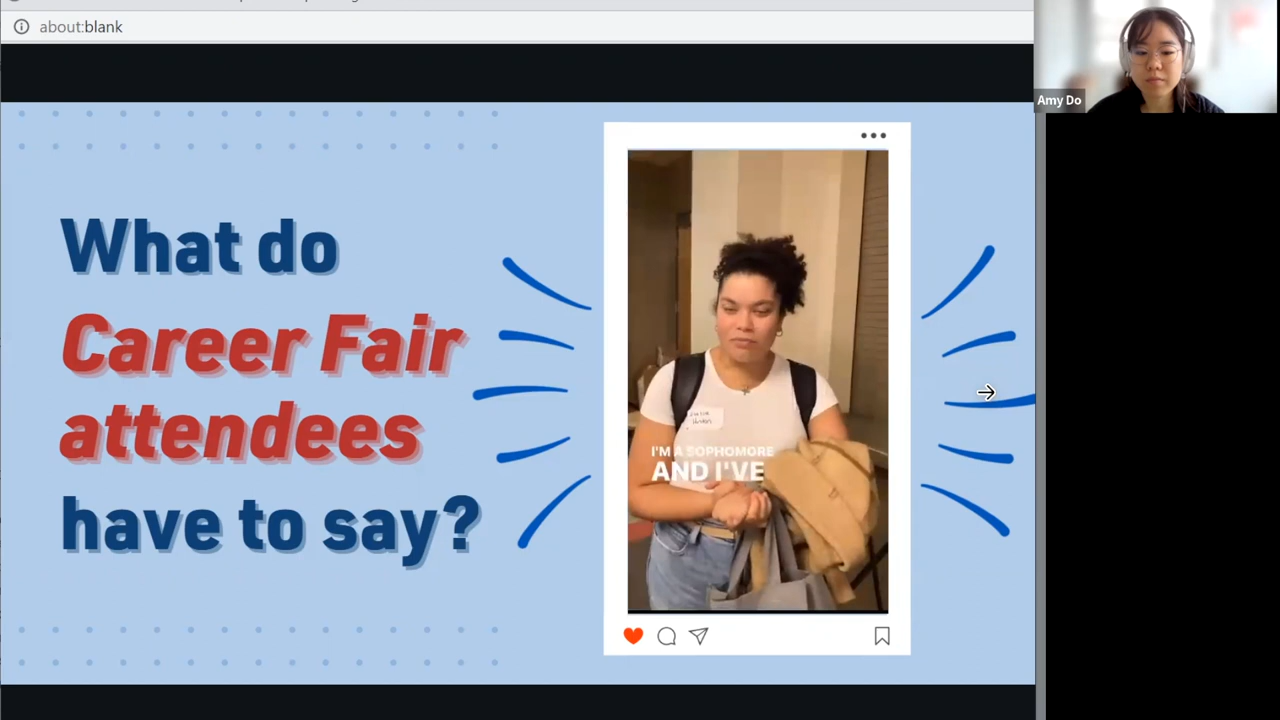 about:blank
Amy Do
What do
Career Fair
attendees
have to say?
I'M A SOPHOMORE
AND I'VE